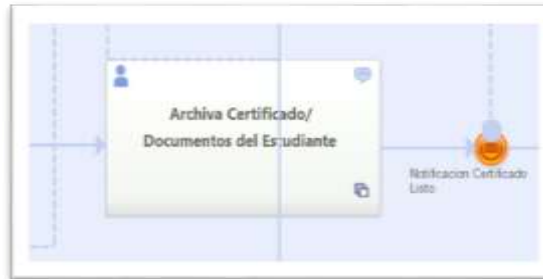 Archiva Certificado/
Documentos del Estudiante
Notificacion Certificado
Listo